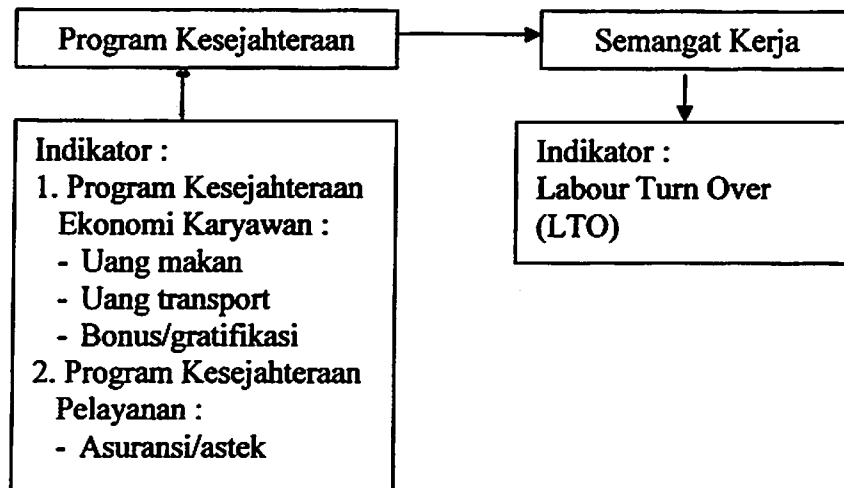 Program Kesejahteraan
Semangat Kerja
Indikator :
1. Program Kesejahteraan
Ekonomi Karyawan :
- Uang makan
- Uang transport
- Bonus/gratifikasi
2. Program Kesejahteraan
Pelayanan :
- Asuransi/astek
Indikator :
Labour Turn Over
(LTO)